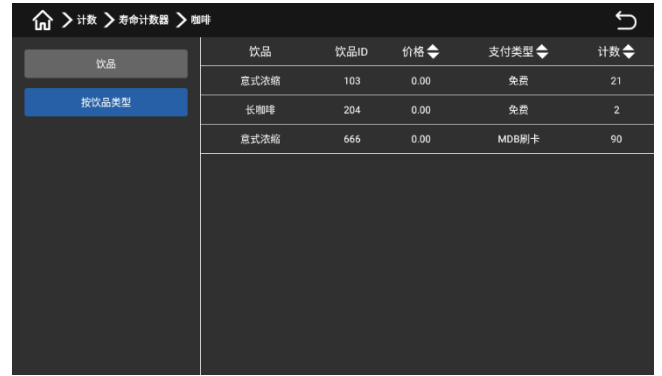 计数 寿命计数器 咖啡
饮品
按饮品类型
饮品 饮品ID 价格 支付类型 计数
意式浓缩 103 0.00 免费 21
长咖啡 204 0.00 免费 2
意式浓缩 666 0.00 MDB刷卡 90